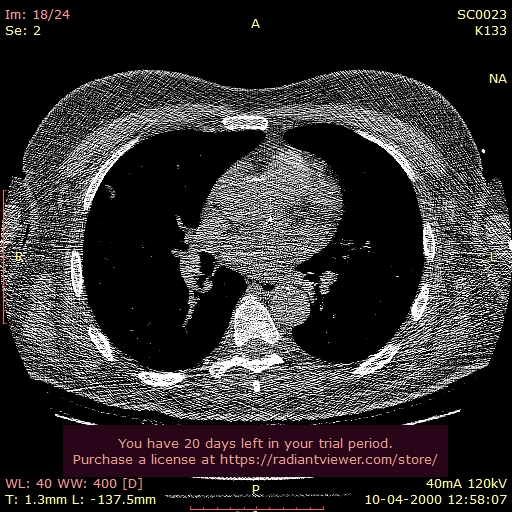 Im: 18/24
Se: 2
A
SC0023
K133
NA
R
L
You have 20 days left in your trial period.
Purchase a license at https://radiantviewer.com/store/
WL: 40 WW: 400 [D]
T: 1.3mm L: -137.5mm
P
40mA 120kV
10-04-2000 12:58:07